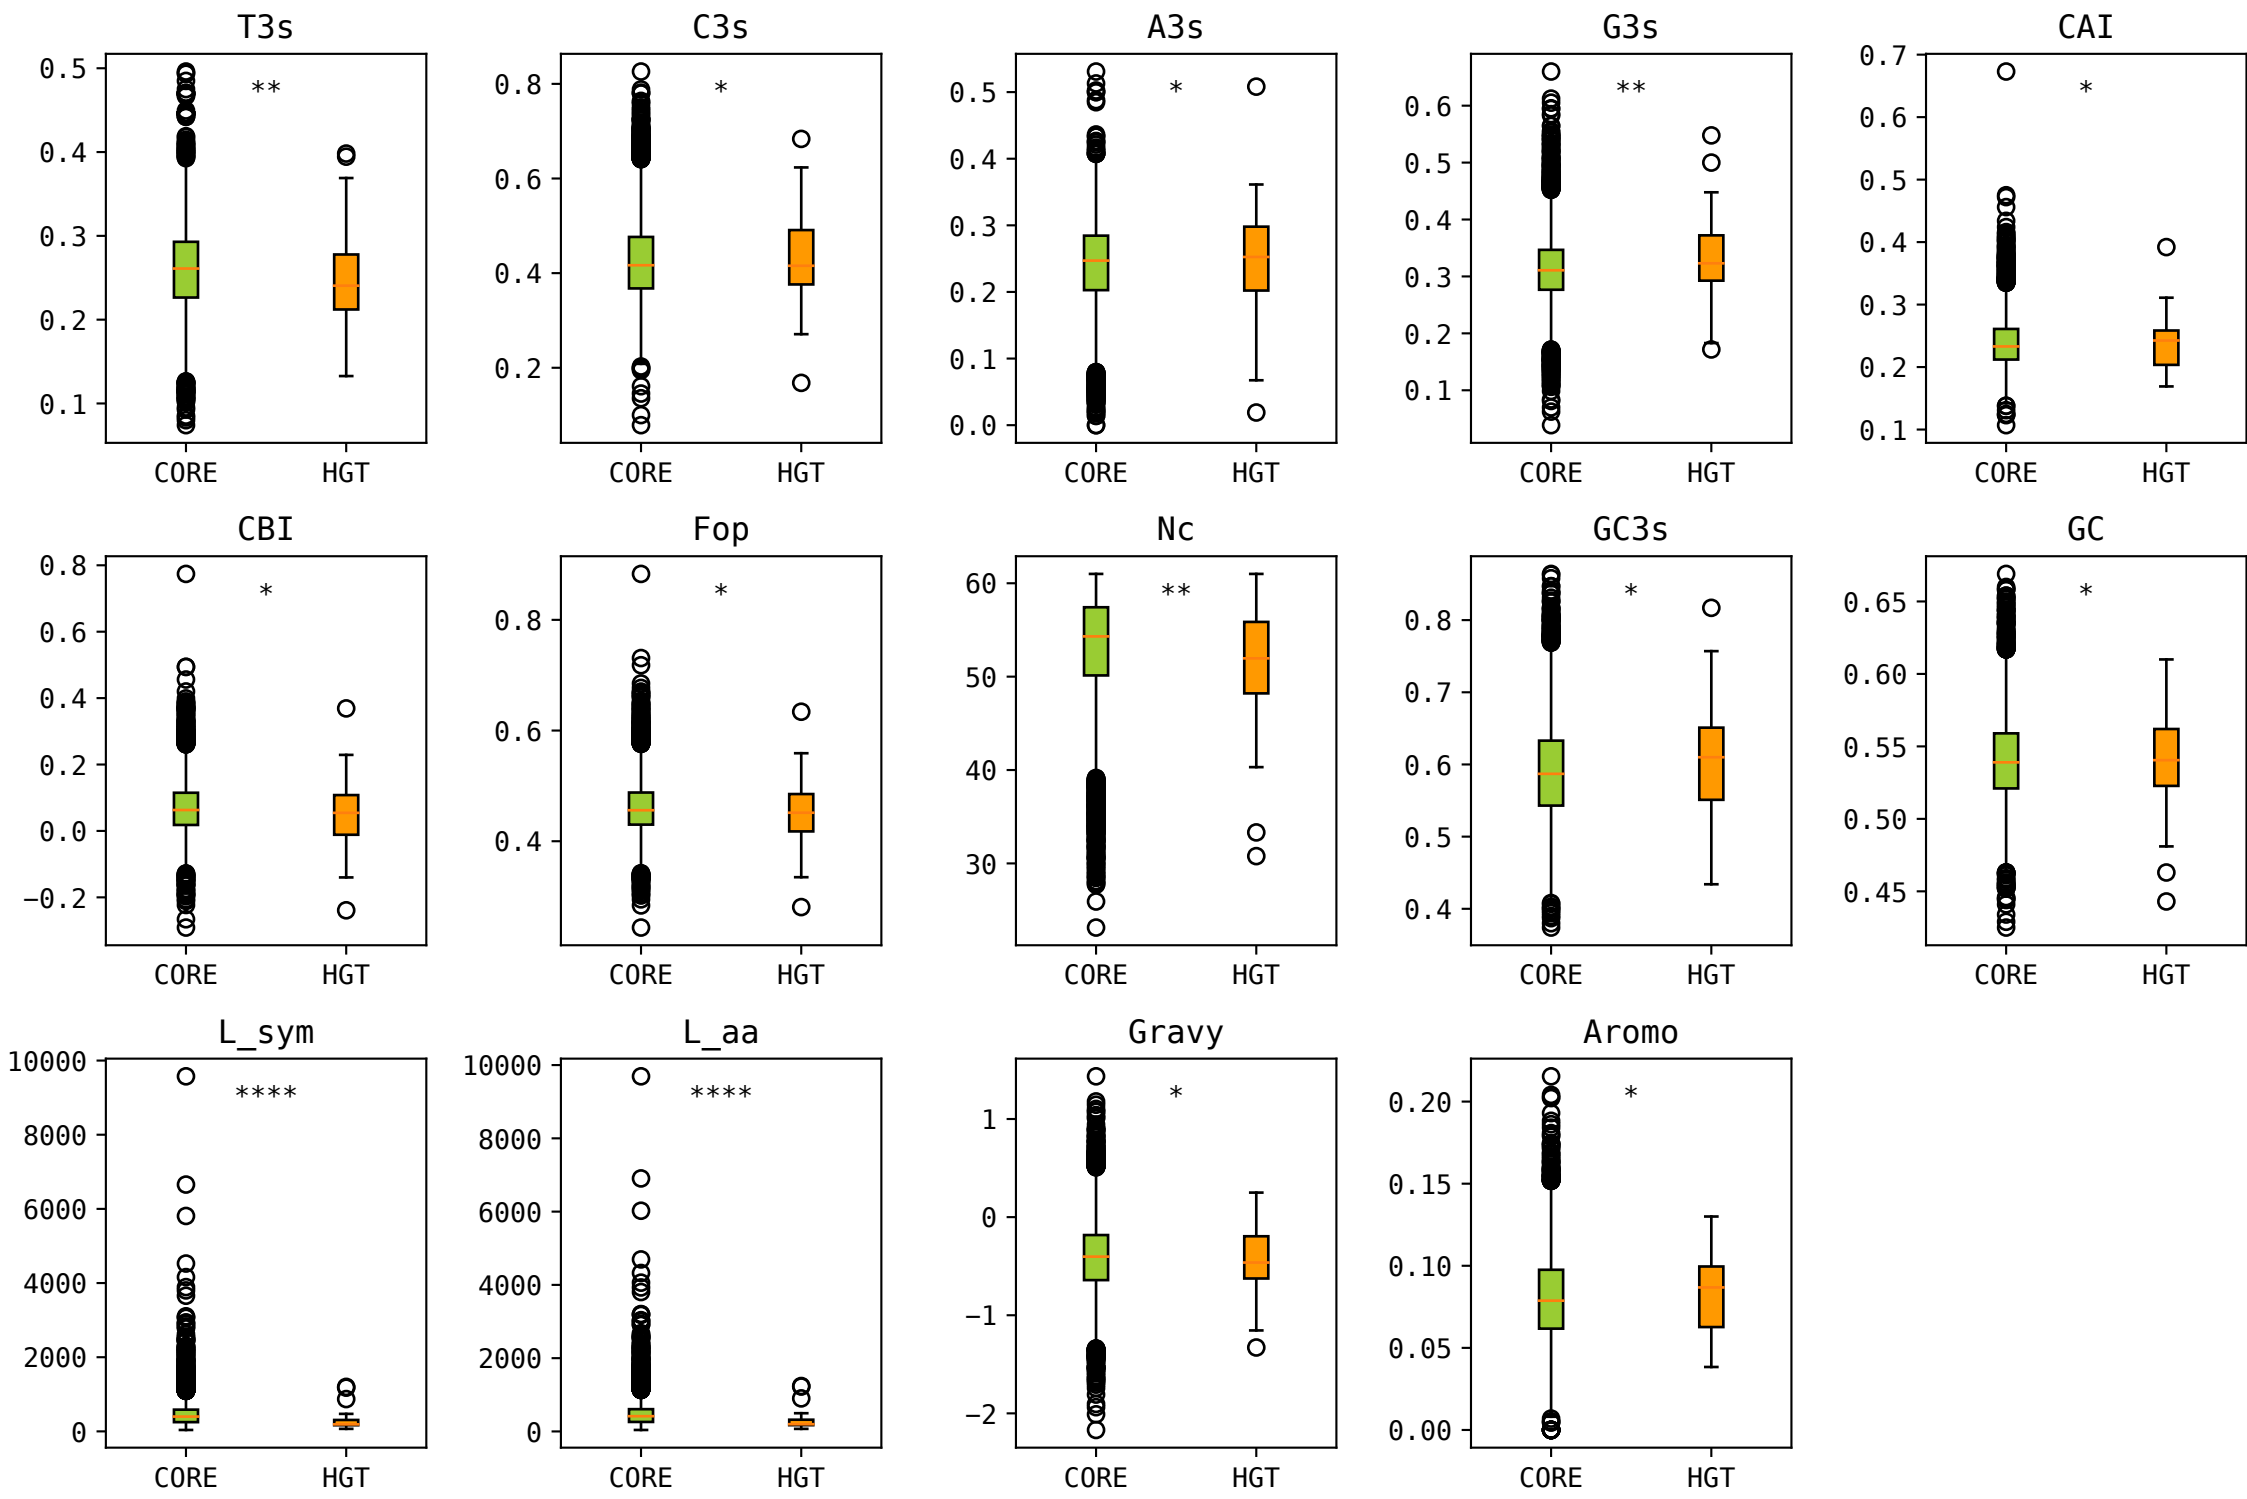 T3s
C3s
A3s
G3s
CAI
0.5
0.4
0.3
0.2
0.1
**
CORE
HGT
0.8
0.6
0.4
0.2
*
CORE
HGT
0.5
0.4
0.3
0.2
0.1
0.0
*
CORE
HGT
0.6
0.5
0.4
0.3
0.2
0.1
**
CORE
HGT
0.7
0.6
0.5
0.4
0.3
0.2
0.1
*
CORE
HGT
CBI
Fop
Nc
GC3s
GC
0.8
0.6
0.4
0.2
0.0
−0.2
*
CORE
HGT
0.8
0.6
0.4
*
CORE
HGT
60
50
40
30
**
CORE
HGT
0.8
0.7
0.6
0.5
0.4
*
CORE
HGT
0.65
0.60
0.55
0.50
0.45
*
CORE
HGT
L_sym
L_aa
Gravy
Aromo
10000
8000
6000
4000
2000
0
****
CORE
HGT
10000
8000
6000
4000
2000
0
****
CORE
HGT
1
0
−1
−2
*
CORE
HGT
0.20
0.15
0.10
0.05
0.00
*
CORE
HGT